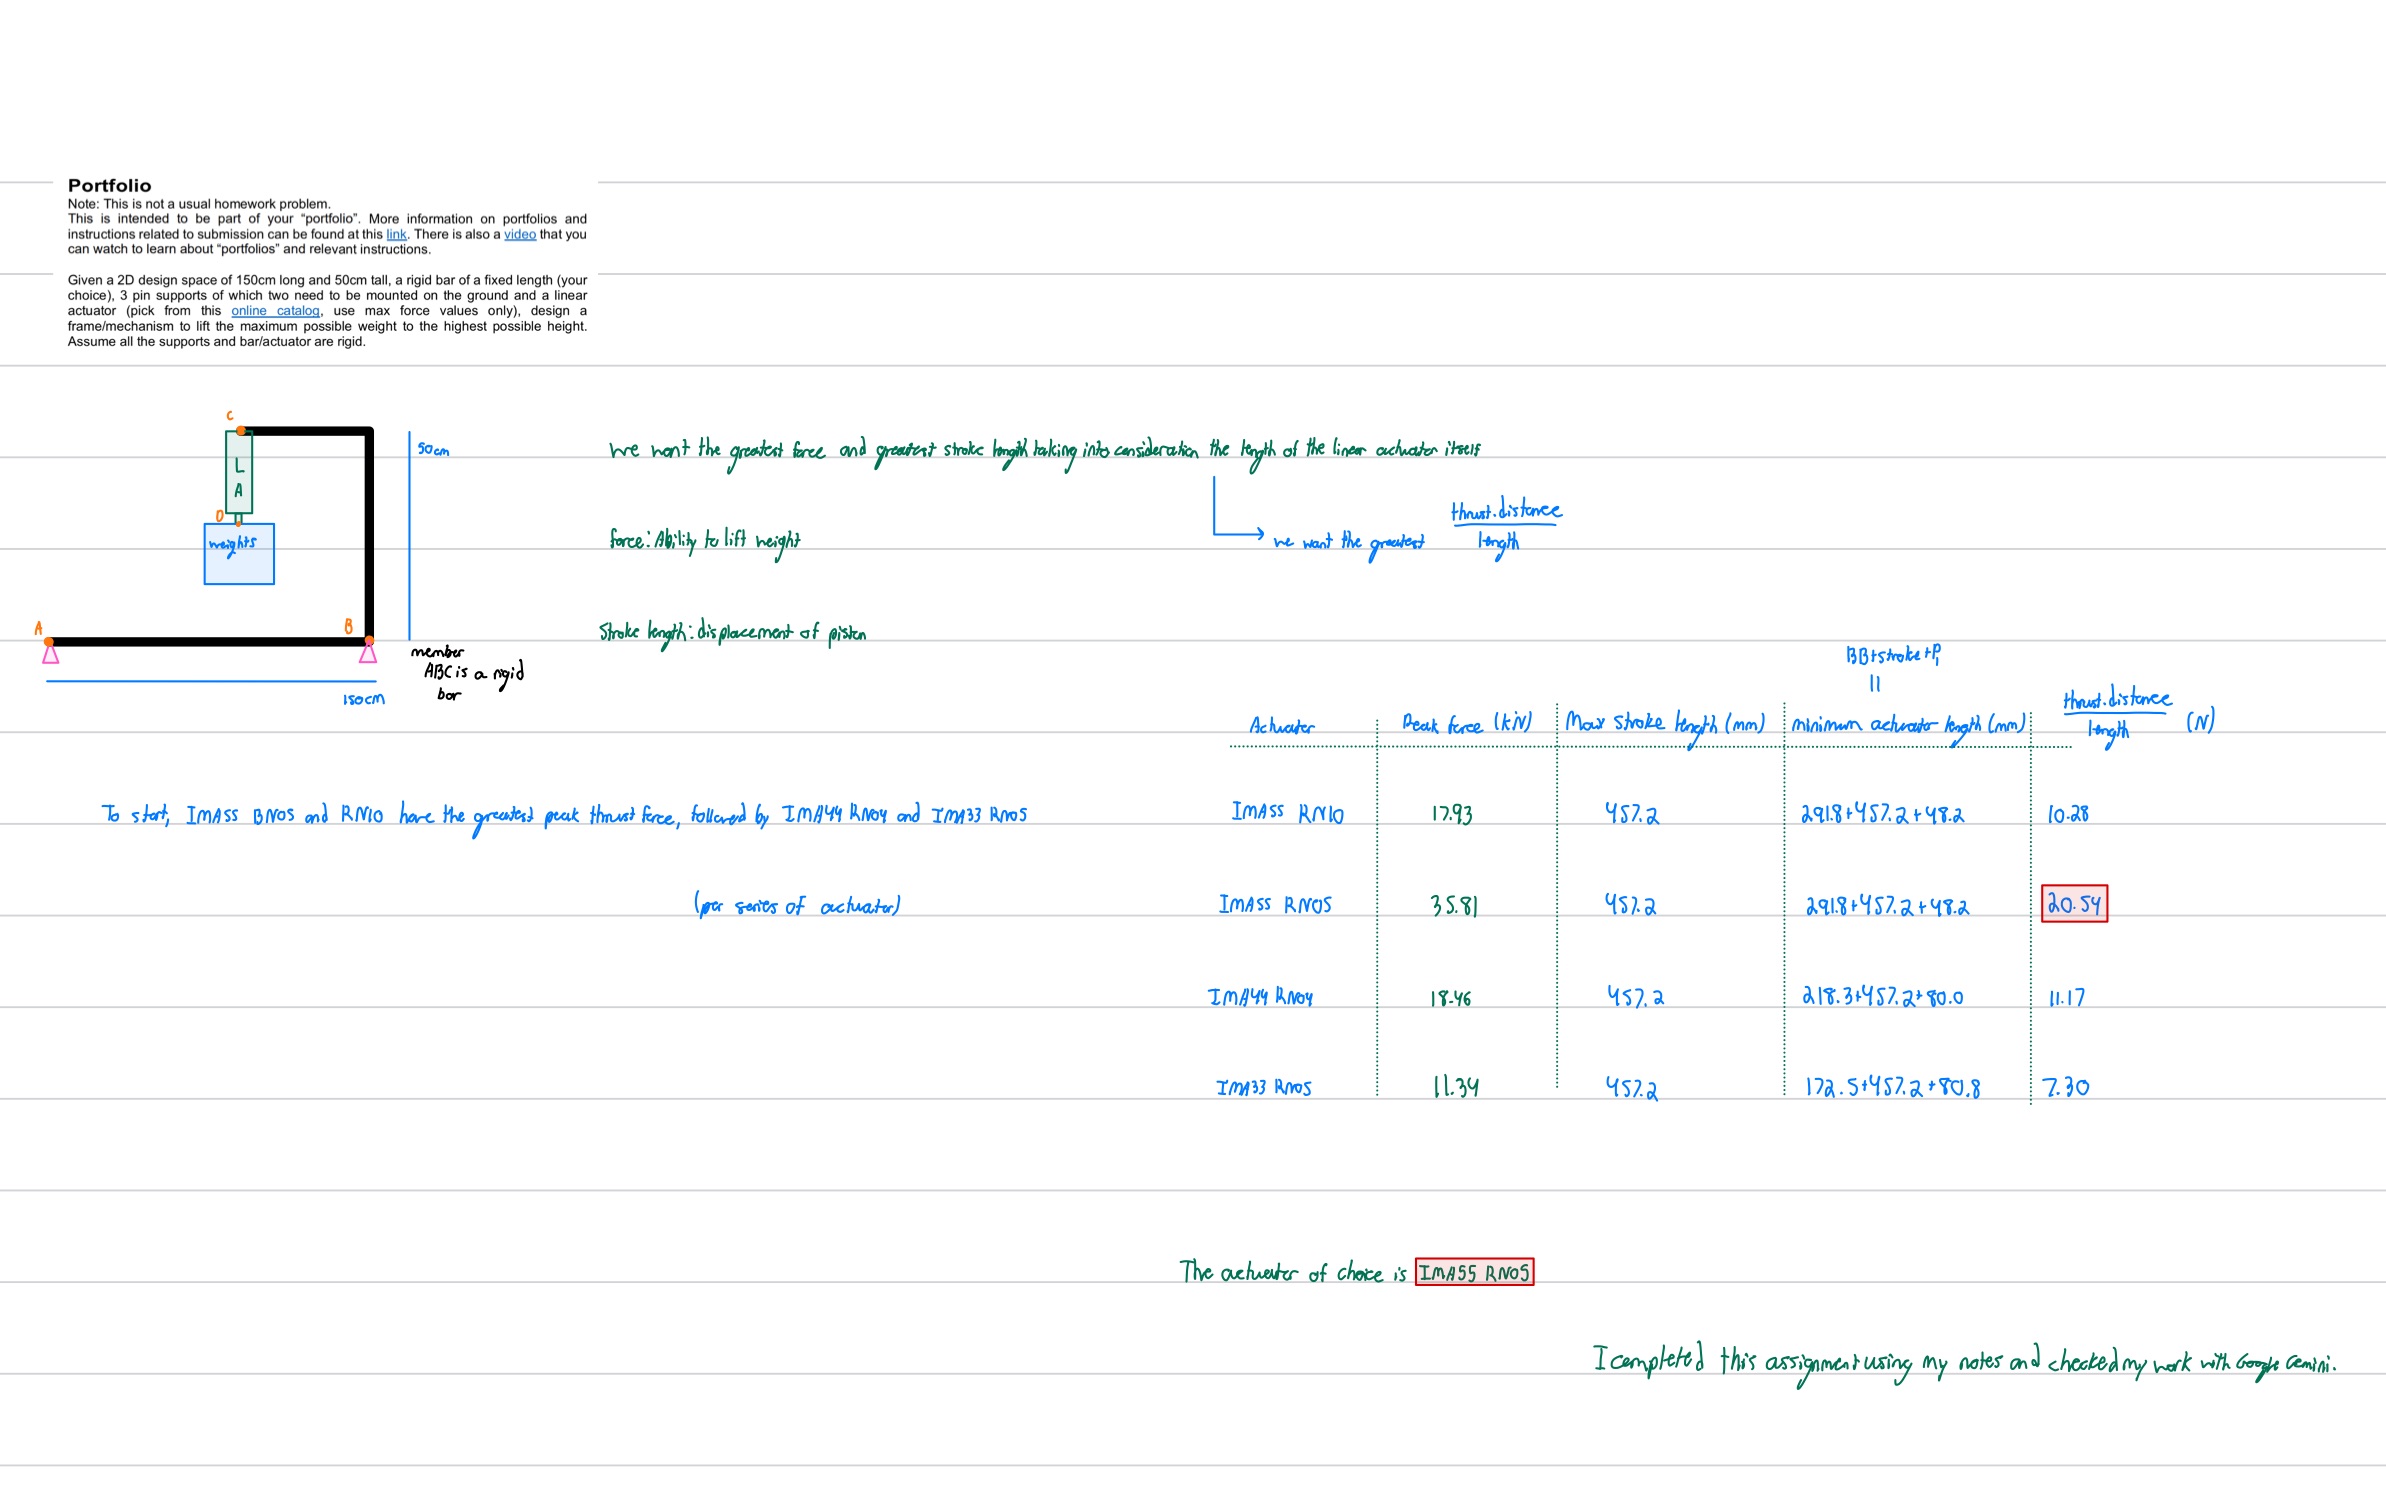 Portfolio
Note: This is not a usual homework problem.
This is intended to be part of your “portfolio”. More information on portfolios and
instructions related to submission can be found at this link. There is also a video that you
can watch to learn about “portfolios” and relevant instructions.
Given a 2D design space of 150cm long and 50cm tall, a rigid bar of a fixed length (your
choice), 3 pin supports of which two need to be mounted on the ground and a linear
actuator (pick from this online catalog, use max force values only), design a
frame/mechanism to lift the maximum possible weight to the highest possible height.
Assume all the supports and bar/actuator are rigid.
C
L
A
D
weights
A
B
50cm
150cm
member
ABC is a rigid
bar
we want the greatest force and greatest stroke length taking into consideration the length of the linear actuator itself
we want the greatest thrust.distance
length
force: Ability to lift weight
Stroke length: displacement of piston
BB+stroke+P1
Actuator Peak force (kN) Max stroke length (mm) minimum actuator length (mm) thrust.distance
length (N)
To start, IMA55 BN05 and RN10 have the greatest peak thrust force, followed by IMA44 RN04 and IMA33 RN05
(per series of actuator)
IMA55 RN10 17.93 457.2 291.8+457.2+48.2 10.28
IMA55 RN05 35.81 457.2 291.8+457.2+48.2 20.54
IMA44 RN04 18.46 457.2 218.3+457.2+80.0 11.17
IMA33 RN05 11.34 457.2 172.5+457.2+80.8 7.30
The actuator of choice is IMA55 RN05
I completed this assignment using my notes and checked my work with Google Gemini.